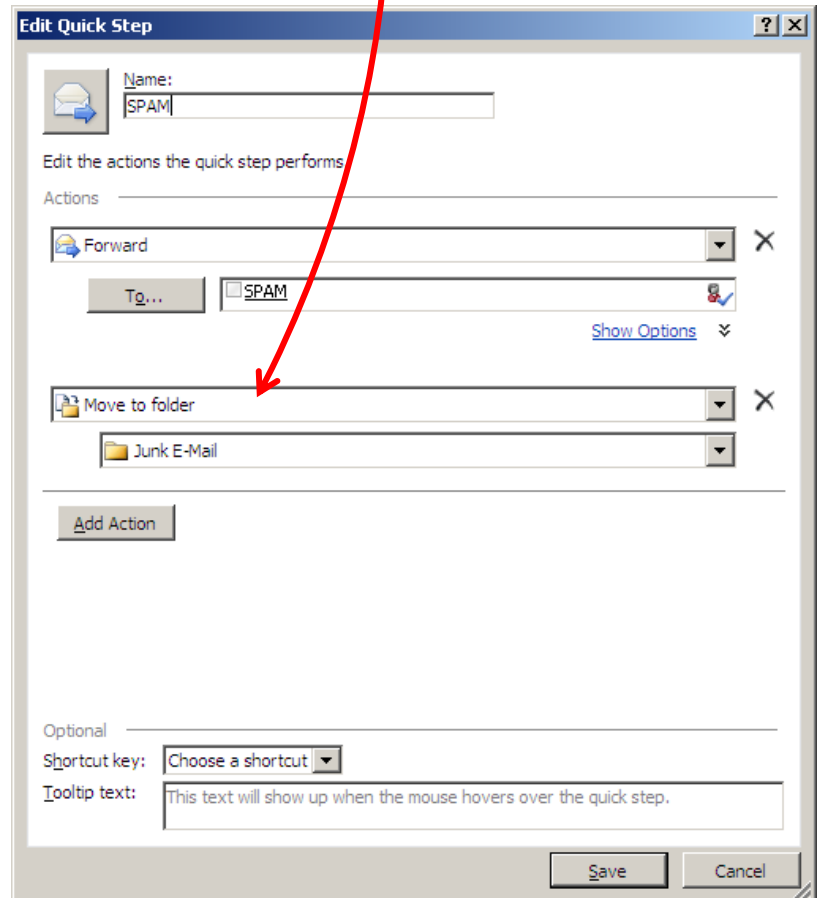 Edit Quick Step
Name:
SPAM
Edit the actions the quick step performs
Actions
Forward
To...
SPAM
Show Options
Move to folder
Junk E-Mail
Add Action
Optional
Shortcut key: Choose a shortcut
Tooltip text: This text will show up when the mouse hovers over the quick step.
Save Cancel